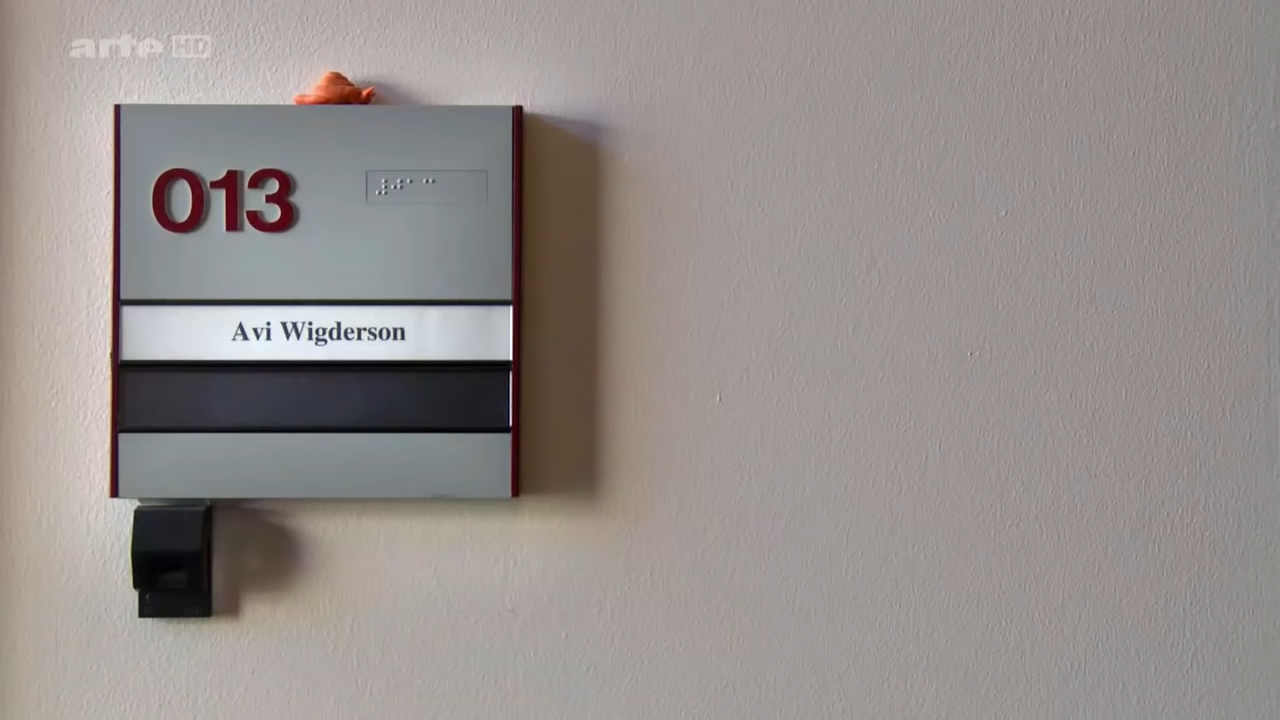 arte HD
013
⠼⠚⠁⠉
Avi Wigderson